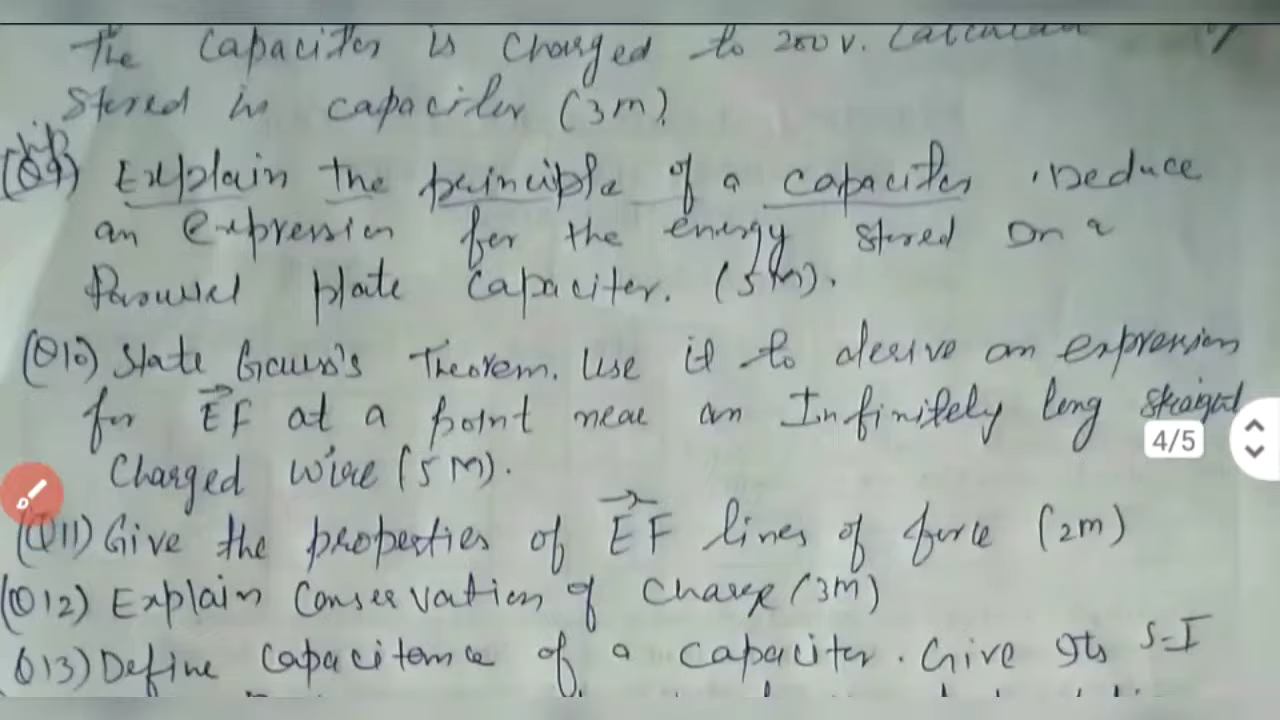 The capacitor is charged to 200 v. Calculate
Stored in capacitor (3m).
(Q9) Explain the principle of a capacitor. Deduce
an expression for the energy stored on a
Parallel plate capacitor. (5M).
(Q10) State Gauss's Theorem. Use it to derive an expression
for EF at a point near an Infinitely long straight
4/5
Charged wire (5M).
(Q11) Give the properties of EF lines of force (2m)
(Q12) Explain Conservation of charge (3m)
Q13) Define capacitance of a capacitor. Give Its S-I